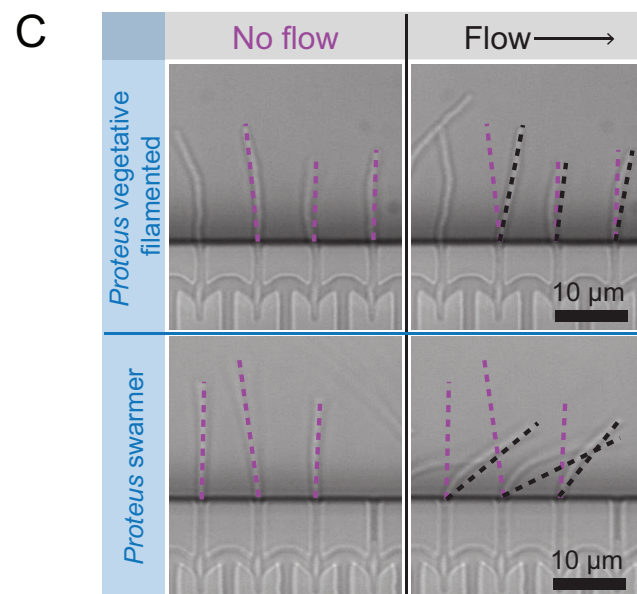 C
No flow
Flow
Proteus vegetative
filamented
10 µm
Proteus swarmer
10 µm